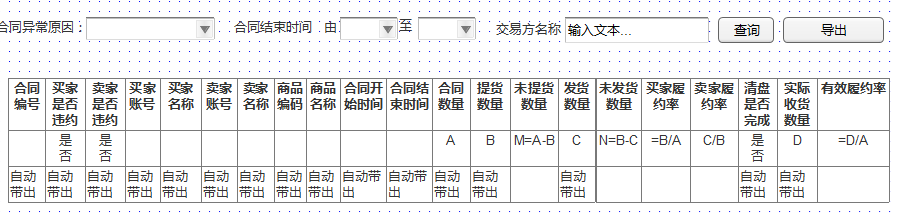 合同异常原因： 合同结束时间 由 至 交易方名称 输入文本... 查询 导出
合同编号 买家是否违约 卖家是否违约 买家账号 买家名称 卖家账号 卖家名称 商品编码 商品名称 合同开始时间 合同结束时间 合同数量 提货数量 未提货数量 发货数量 未发货数量 买家履约率 卖家履约率 清盘是否完成 实际收货数量 有效履约率
是否 是否 A B M=A-B C N=B-C =B/A C/B 是否 D =D/A
自动带出 自动带出 自动带出 自动带出 自动带出 自动带出 自动带出 自动带出 自动带出 自动带出 自动带出 自动带出 自动带出 自动带出 自动带出 自动带出